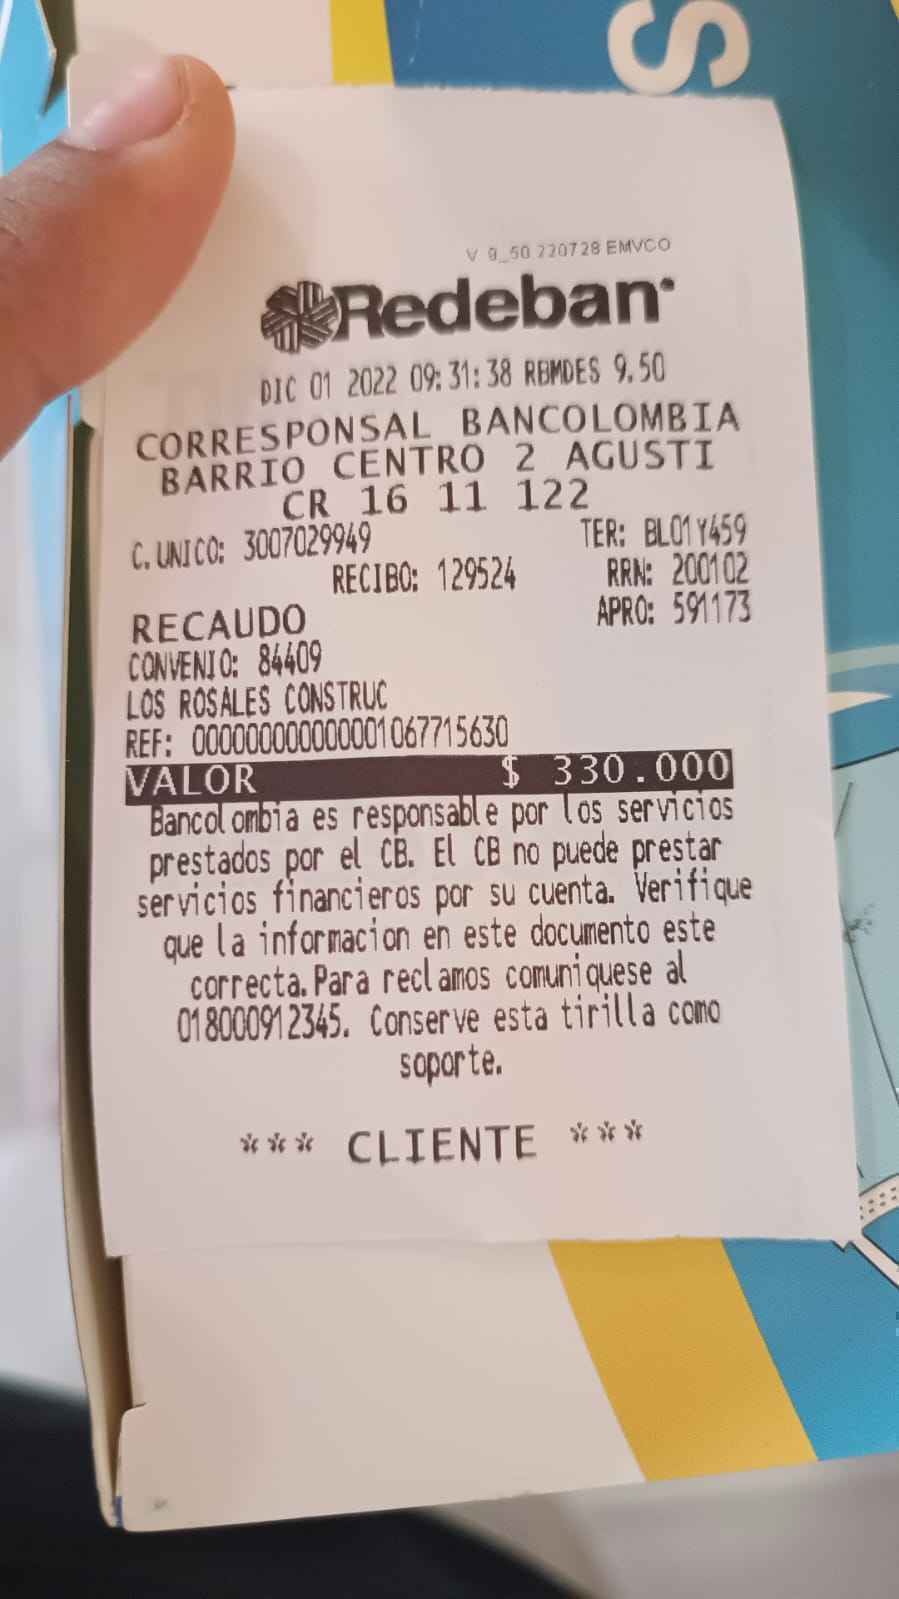 S
V 9_50 220728 EMVCO
Redeban
DIC 01 2022 09:31:38 RBMDES 9.50
CORRESPONSAL BANCOLOMBIA
BARRIO CENTRO 2 AGUSTI
CR 16 11 122
C. UNICO: 3007029949 TER: BL01Y459
RECIBO: 129524 RRN: 200102
RECAUDO APRO: 591173
CONVENIO: 84409
LOS ROSALES CONSTRUC
REF: 000000000000001067715630
VALOR $ 330.000
Bancolombia es responsable por los servicios
prestados por el CB. El CB no puede prestar
servicios financieros por su cuenta. Verifique
que la informacion en este documento este
correcta.Para reclamos comuniquese al
018000912345. Conserve esta tirilla como
soporte.
*** CLIENTE ***